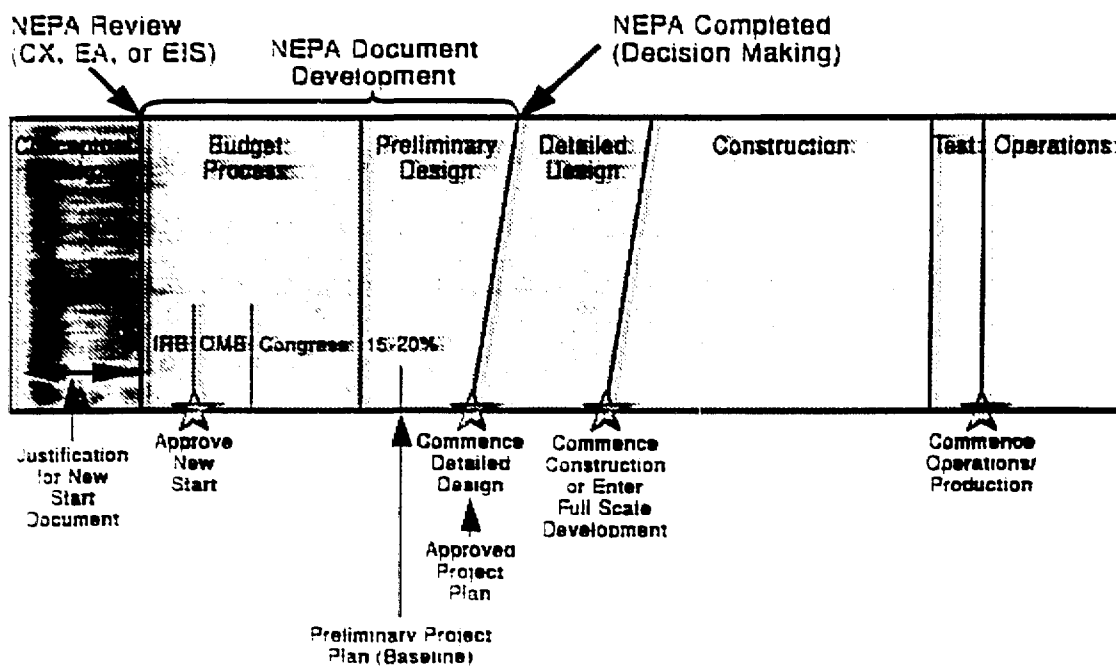 NEPA Review
(CX, EA, or EIS)
NEPA Document
Development
NEPA Completed
(Decision Making)
Conceptual
Design
Budget
Process
Preliminary
Design
Detailed
Design
Construction
Test
Operations
IRB
OMB
Congress
15-20%
Justification
for New
Start
Document
Approve
New
Start
Commence
Detailed
Design
Commence
Construction
or Enter
Full Scale
Development
Commence
Operations/
Production
Approved
Project
Plan
Preliminary Project
Plan (Baseline)